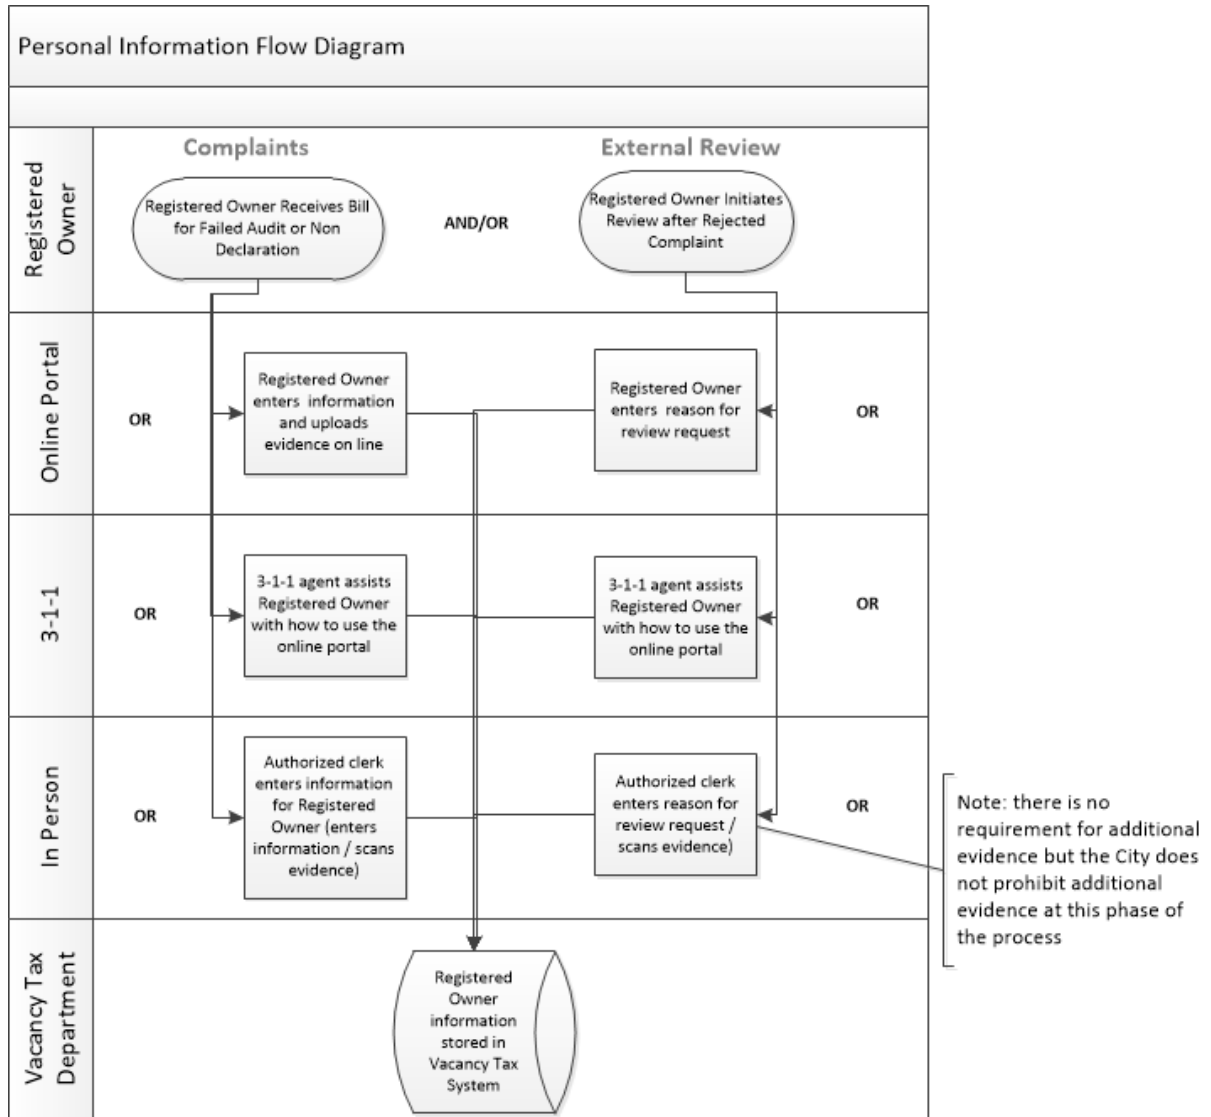 Personal Information Flow Diagram
Registered
Owner
Complaints
External Review
Registered Owner Receives Bill
for Failed Audit or Non
Declaration
AND/OR
Registered Owner Initiates
Review after Rejected
Complaint
Online Portal
OR
Registered Owner
enters information
and uploads
evidence on line
Registered Owner
enters reason for
review request
OR
3-1-1
OR
3-1-1 agent assists
Registered Owner
with how to use the
online portal
3-1-1 agent assists
Registered Owner
with how to use the
online portal
OR
In Person
OR
Authorized clerk
enters information
for Registered
Owner (enters
information / scans
evidence)
Authorized clerk
enters reason for
review request /
scans evidence)
OR
Note: there is no
requirement for additional
evidence but the City does
not prohibit additional
evidence at this phase of
the process
Vacancy Tax
Department
Registered
Owner
information
stored in
Vacancy Tax
System